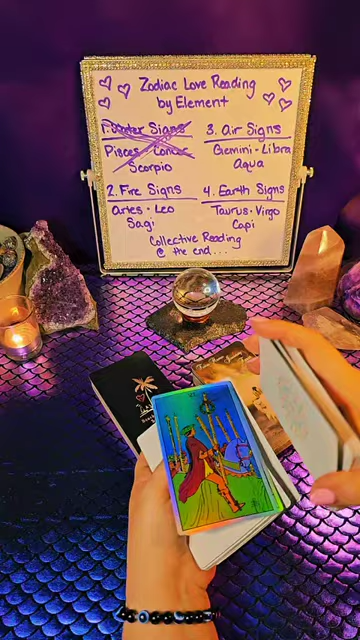 Zodiac Love Reading
by Element
1. Water Signs
Pisces · Cancer
Scorpio
2. Fire Signs
Aries · Leo
Sagi
3. Air Signs
Gemini · Libra
Aqua
4. Earth Signs
Taurus · Virgo
Capi
Collective Reading
@ the end...